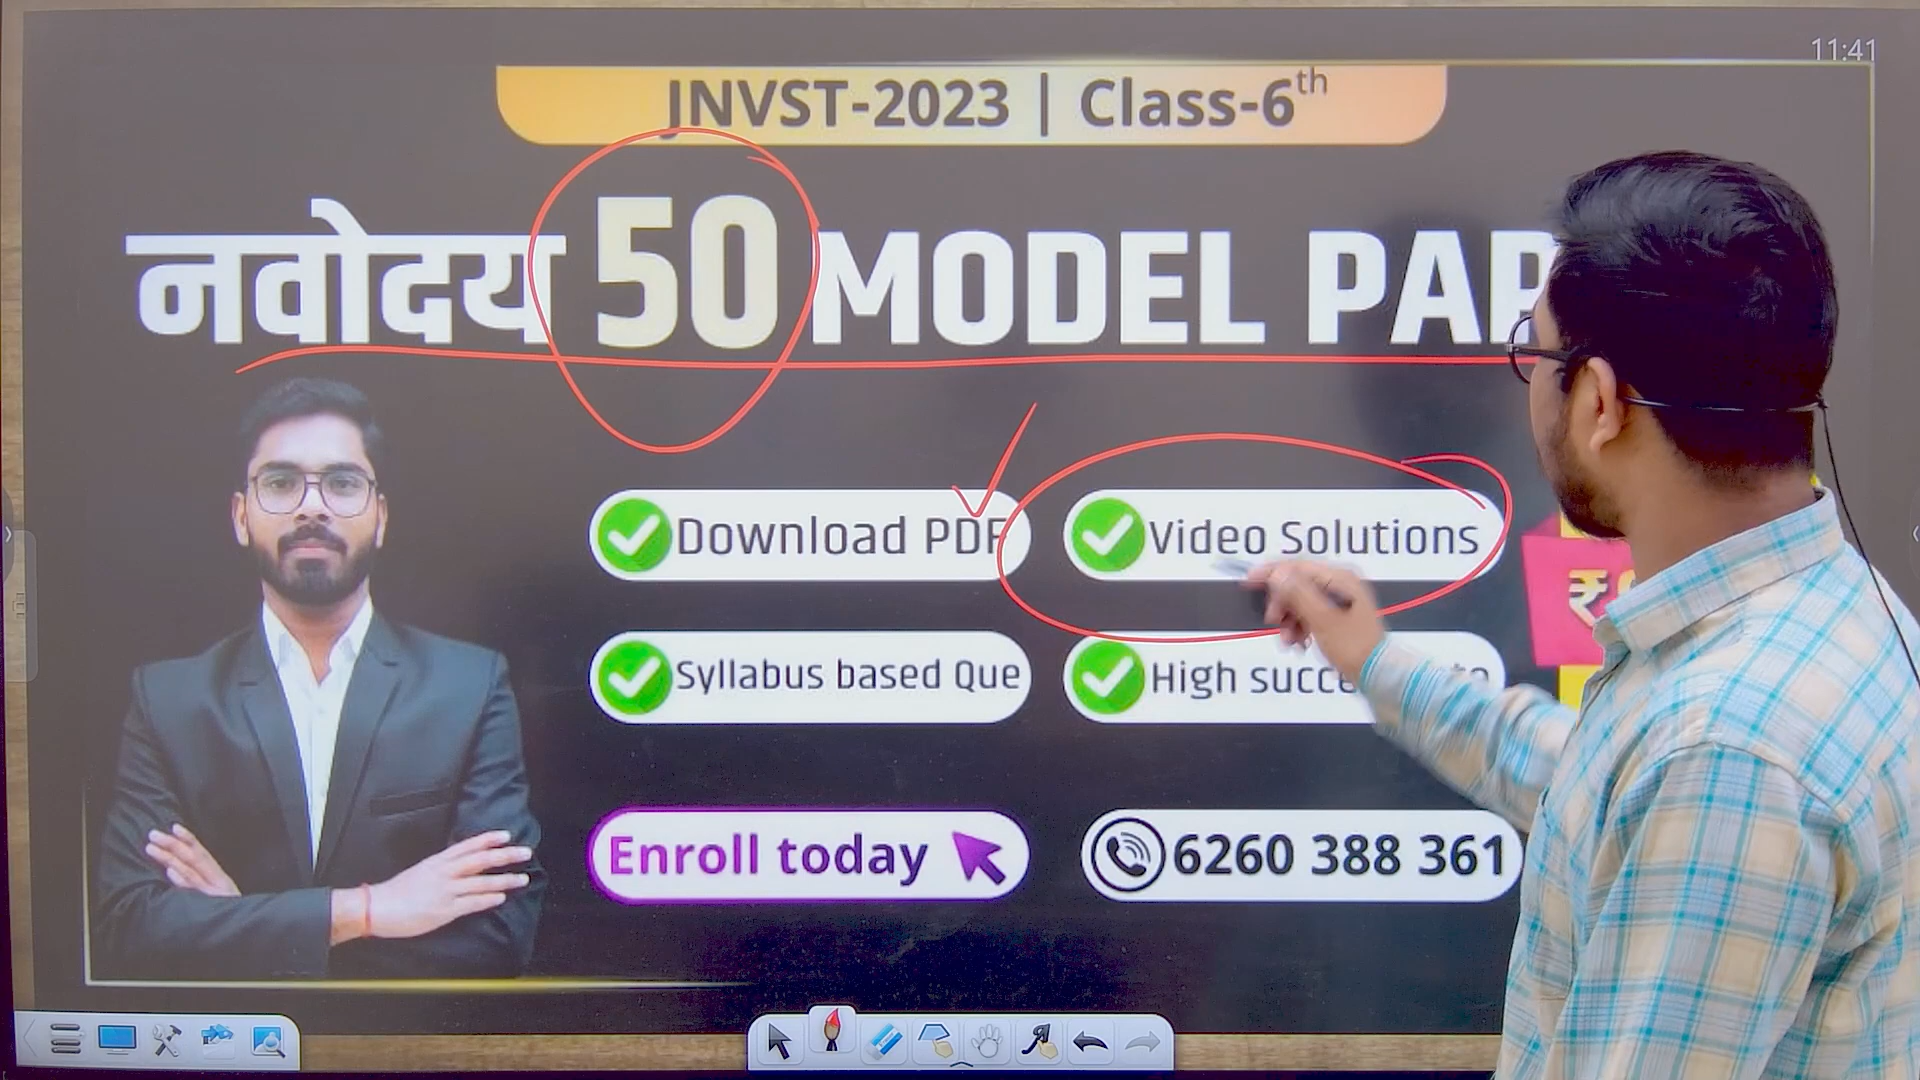 11:41
JNVST-2023 | Class-6th
नवोदय 50 MODEL PAP
Download PDF
Video Solutions
Syllabus based Que
High succe
Enroll today
6260 388 361
₹